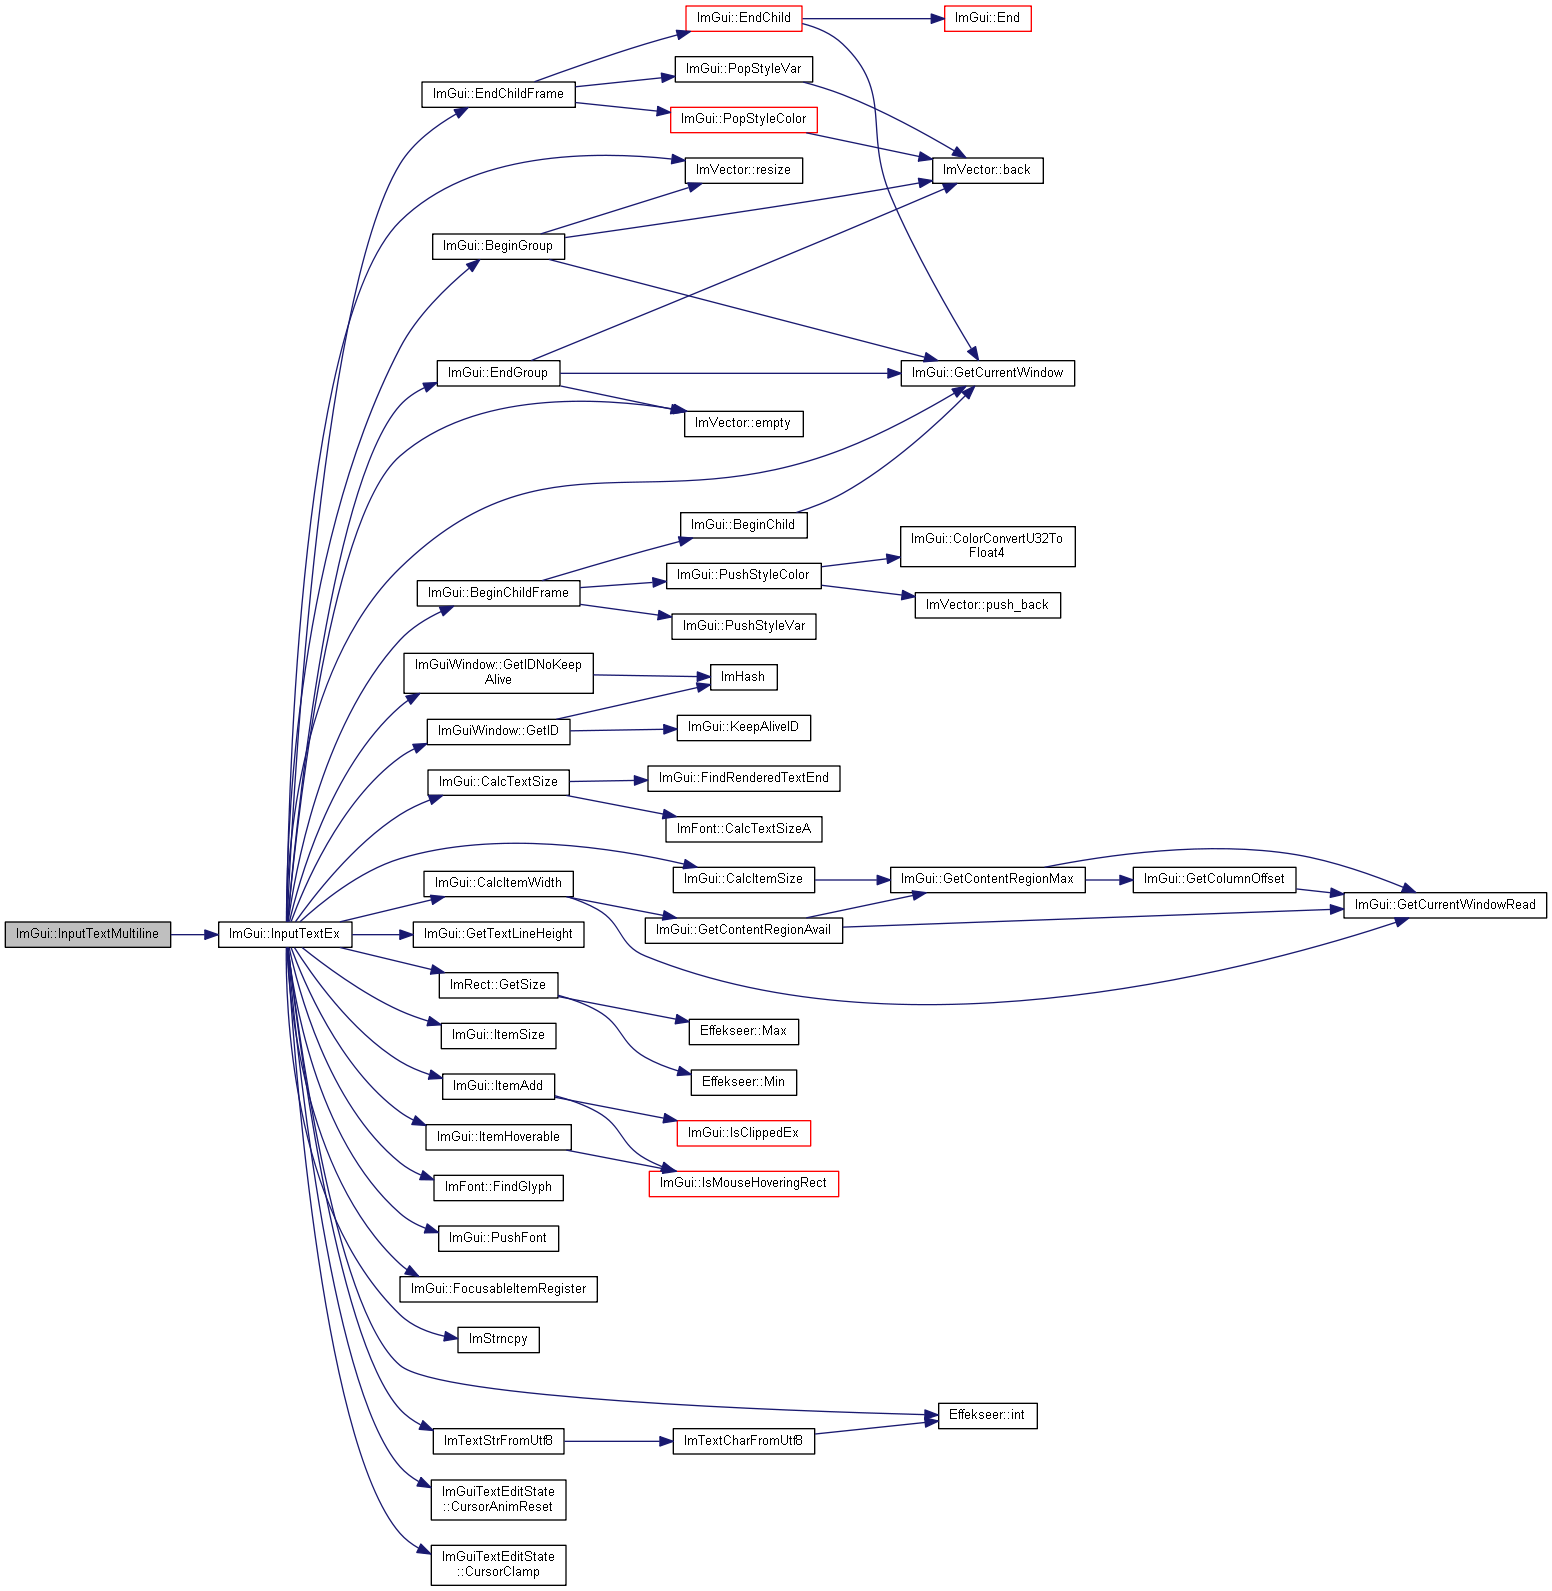 ImGui::EndChild
ImGui::End
ImGui::PopStyleVar
ImGui::EndChildFrame
ImGui::PopStyleColor
ImVector::resize
ImVector::back
ImGui::BeginGroup
ImGui::EndGroup
ImGui::GetCurrentWindow
ImVector::empty
ImGui::BeginChild
ImGui::ColorConvertU32To
Float4
ImGui::PushStyleColor
ImGui::BeginChildFrame
ImVector::push_back
ImGui::PushStyleVar
ImGuiWindow::GetIDNoKeep
Alive
ImHash
ImGuiWindow::GetID
ImGui::KeepAliveID
ImGui::CalcTextSize
ImGui::FindRenderedTextEnd
ImFont::CalcTextSizeA
ImGui::CalcItemWidth
ImGui::CalcItemSize
ImGui::GetContentRegionMax
ImGui::GetColumnOffset
ImGui::GetCurrentWindowRead
ImGui::InputTextMultiline
ImGui::InputTextEx
ImGui::GetTextLineHeight
ImGui::GetContentRegionAvail
ImRect::GetSize
ImGui::ItemSize
Effekseer::Max
ImGui::ItemAdd
Effekseer::Min
ImGui::ItemHoverable
ImGui::IsClippedEx
ImFont::FindGlyph
ImGui::IsMouseHoveringRect
ImGui::PushFont
ImGui::FocusableItemRegister
ImStrncpy
Effekseer::int
ImTextStrFromUtf8
ImTextCharFromUtf8
ImGuiTextEditState
::CursorAnimReset
ImGuiTextEditState
::CursorClamp